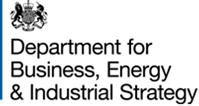 Department for
Business, Energy
& Industrial Strategy